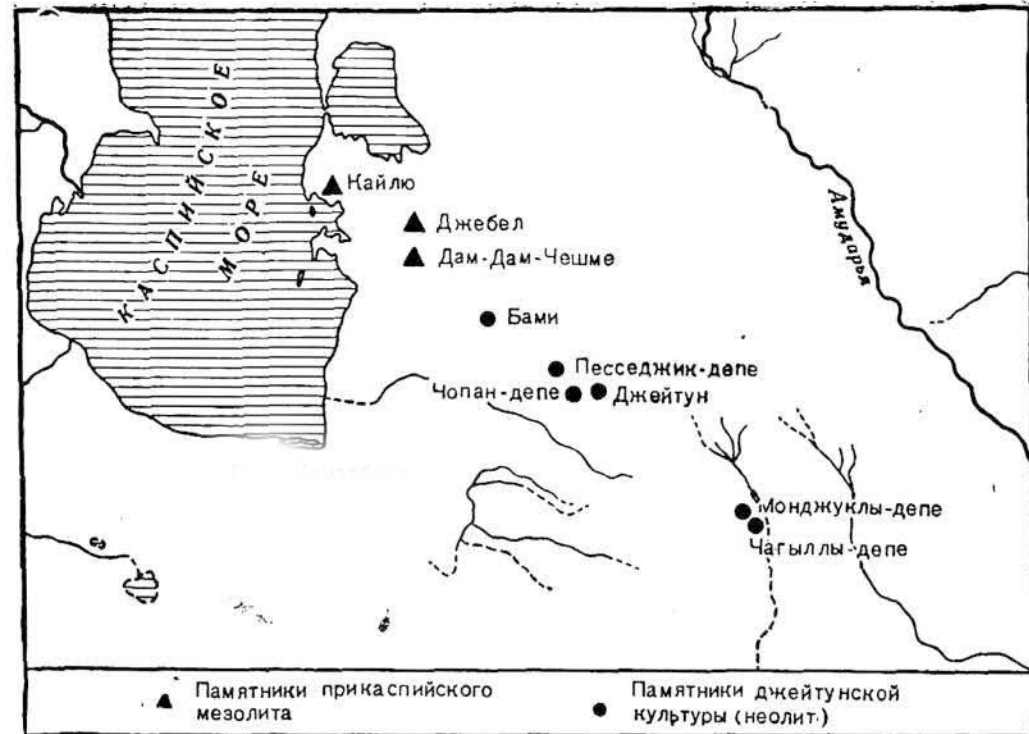 КАСПИЙСКОЕ
МОРЕ
Амударья
Кайлю
Джебел
Дам-Дам-Чешме
Бами
Песседжик-депе
Чопан-депе
Джейтун
Монджуклы-депе
Чагыллы-депе
Памятники прикаспийского
мезолита
Памятники джейтунской
культуры (неолит.)